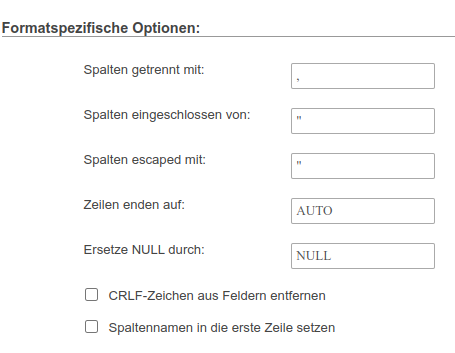 Formatspezifische Optionen:
Spalten getrennt mit: ,
Spalten eingeschlossen von: "
Spalten escaped mit: "
Zeilen enden auf: AUTO
Ersetze NULL durch: NULL
CRLF-Zeichen aus Feldern entfernen
Spaltennamen in die erste Zeile setzen